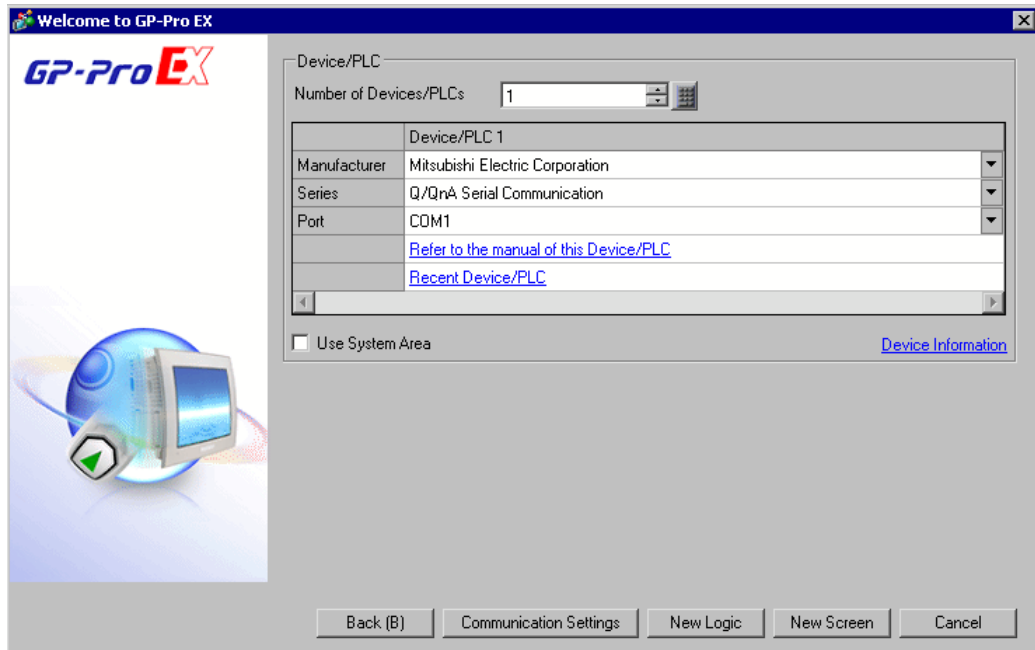 Welcome to GP-Pro EX
GP-Pro EX
Device/PLC
Number of Devices/PLCs 1
Device/PLC 1
Manufacturer Mitsubishi Electric Corporation
Series Q/QnA Serial Communication
Port COM1
Refer to the manual of this Device/PLC
Recent Device/PLC
Use System Area Device Information
Back (B) Communication Settings New Logic New Screen Cancel